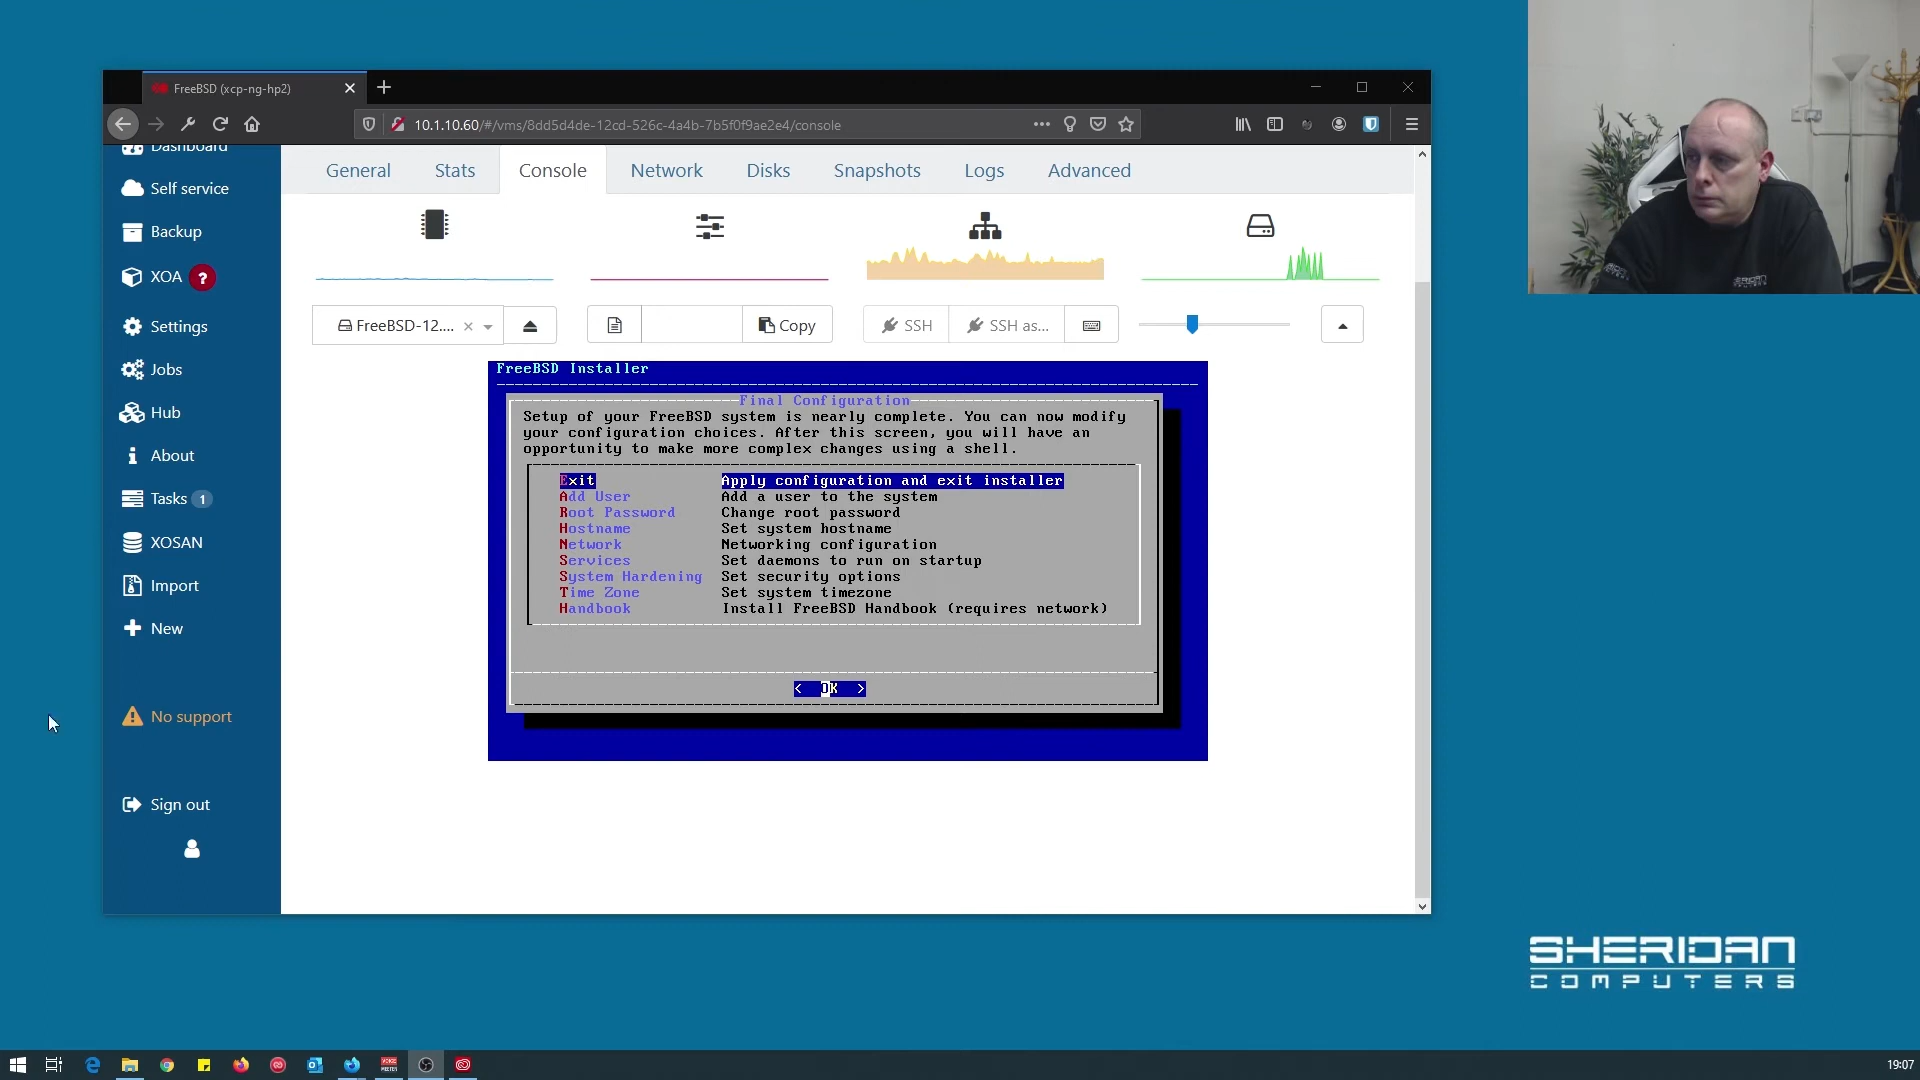 FreeBSD (xcp-ng-hp2)
10.1.10.60/#/vms/8dd5d4de-12cd-526c-4a4b-7b5f0f9ae2e4/console
Dashboard
Self service
Backup
XOA ?
Settings
Jobs
Hub
About
Tasks 1
XOSAN
Import
New
No support
Sign out
General Stats Console Network Disks Snapshots Logs Advanced
FreeBSD-12.... Copy SSH SSH as...
FreeBSD Installer
Final Configuration
Setup of your FreeBSD system is nearly complete. You can now modify
your configuration choices. After this screen, you will have an
opportunity to make more complex changes using a shell.
Exit Apply configuration and exit installer
Add User Add a user to the system
Root Password Change root password
Hostname Set system hostname
Network Networking configuration
Services Set daemons to run on startup
System Hardening Set security options
Time Zone Set system timezone
Handbook Install FreeBSD Handbook (requires network)
< OK >
SHERIDAN
COMPUTERS
SHERIDAN
COMPUTERS
19:07